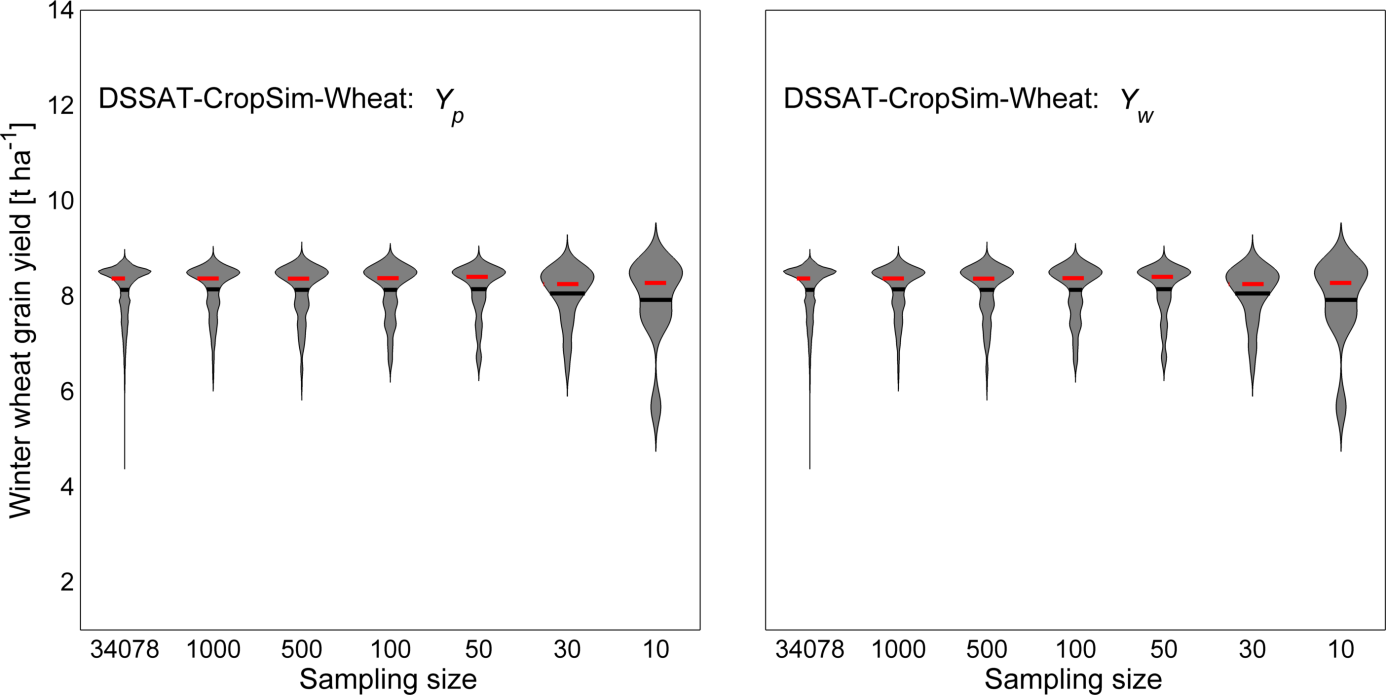 Winter wheat grain yield [t ha⁻¹]
14
12
10
8
6
4
2
DSSAT-CropSim-Wheat: Yp
34078 1000 500 100 50 30 10
Sampling size
DSSAT-CropSim-Wheat: Yw
34078 1000 500 100 50 30 10
Sampling size